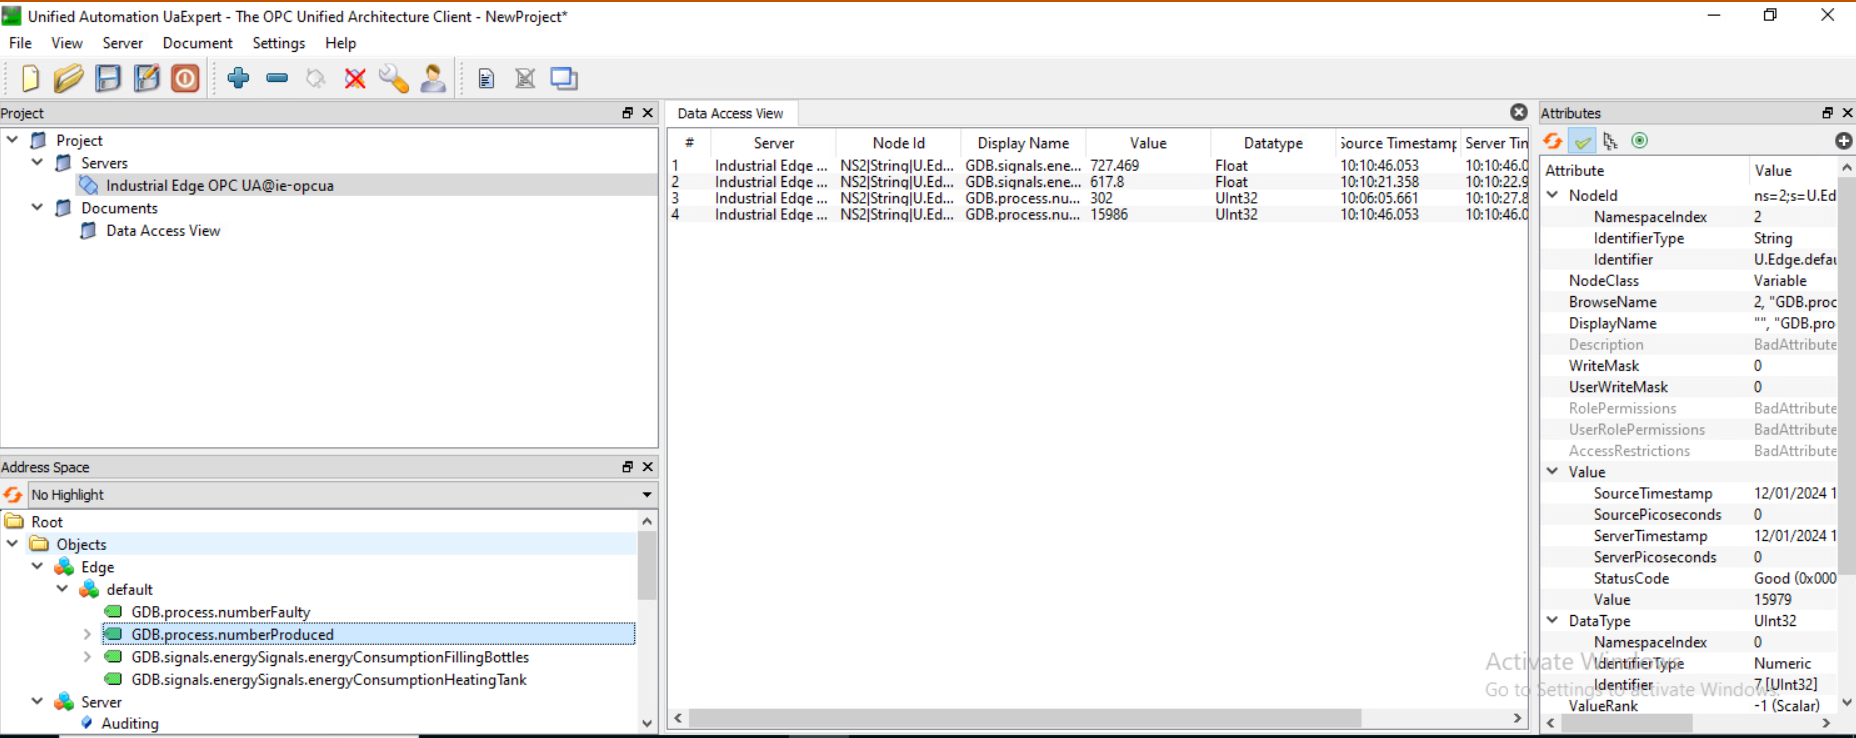 Unified Automation UaExpert - The OPC Unified Architecture Client - NewProject*
File View Server Document Settings Help
Project
Project
Servers
Industrial Edge OPC UA@ie-opcua
Documents
Data Access View
Address Space
No Highlight
Root
Objects
Edge
default
GDB.process.numberFaulty
GDB.process.numberProduced
GDB.signals.energySignals.energyConsumptionFillingBottles
GDB.signals.energySignals.energyConsumptionHeatingTank
Server
Auditing
Data Access View
# Server Node Id Display Name Value Datatype Source Timestamp Server Tin
1 Industrial Edge ... NS2|String|U.Ed... GDB.signals.ene... 727.469 Float 10:10:46.053 10:10:46.0
2 Industrial Edge ... NS2|String|U.Ed... GDB.signals.ene... 617.8 Float 10:10:21.358 10:10:22.9
3 Industrial Edge ... NS2|String|U.Ed... GDB.process.nu... 302 UInt32 10:06:05.661 10:10:27.8
4 Industrial Edge ... NS2|String|U.Ed... GDB.process.nu... 15986 UInt32 10:10:46.053 10:10:46.0
Attributes
Attribute Value
NodeId ns=2;s=U.Ed
NamespaceIndex 2
IdentifierType String
Identifier U.Edge.defau
NodeClass Variable
BrowseName 2, "GDB.proc
DisplayName "", "GDB.pro
Description BadAttribute
WriteMask 0
UserWriteMask 0
RolePermissions BadAttribute
UserRolePermissions BadAttribute
AccessRestrictions BadAttribute
Value
SourceTimestamp 12/01/2024 1
SourcePicoseconds 0
ServerTimestamp 12/01/2024 1
ServerPicoseconds 0
StatusCode Good (0x000
Value 15979
DataType UInt32
NamespaceIndex 0
IdentifierType Numeric
Identifier 7 [UInt32]
ValueRank -1 (Scalar)
Activate Windows
Go to Settings to activate Windows.